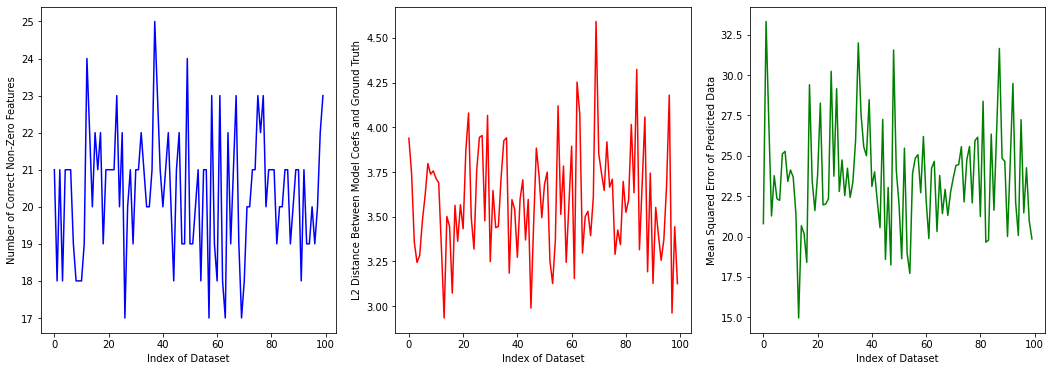 Number of Correct Non-Zero Features
25
24
23
22
21
20
19
18
17
0 20 40 60 80 100
Index of Dataset
L2 Distance Between Model Coefs and Ground Truth
4.50
4.25
4.00
3.75
3.50
3.25
3.00
0 20 40 60 80 100
Index of Dataset
Mean Squared Error of Predicted Data
32.5
30.0
27.5
25.0
22.5
20.0
17.5
15.0
0 20 40 60 80 100
Index of Dataset